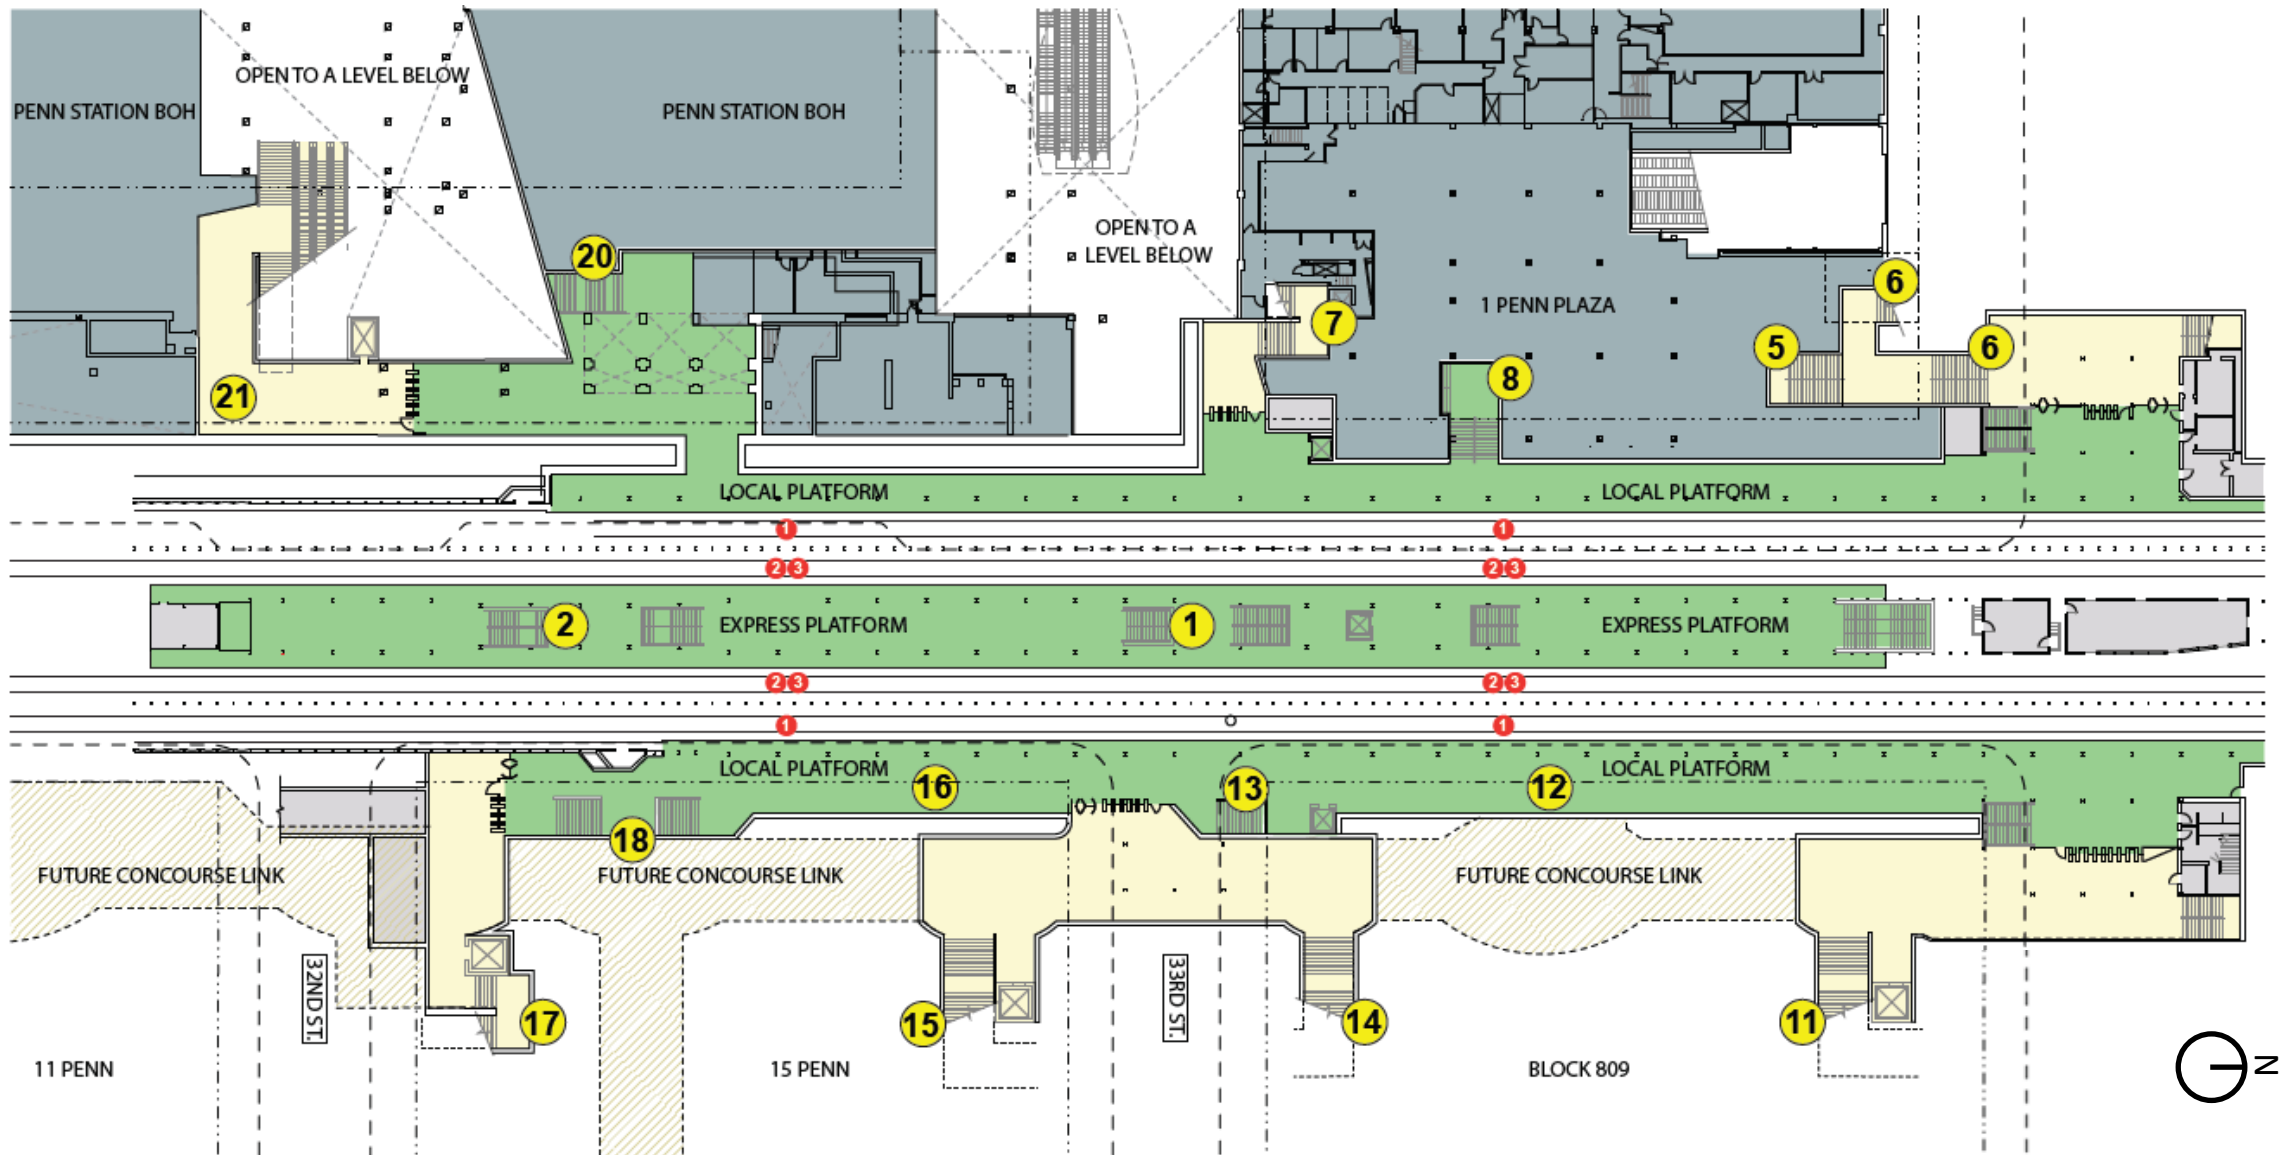 OPEN TO A LEVEL BELOW
PENN STATION BOH
PENN STATION BOH
OPEN TO A
LEVEL BELOW
20
6
1 PENN PLAZA
7
5
6
8
21
LOCAL PLATFORM
LOCAL PLATFORM
1
1
2 3
2 3
2
EXPRESS PLATFORM
1
EXPRESS PLATFORM
2 3
2 3
1
1
LOCAL PLATFORM
16
13
12
LOCAL PLATFORM
18
FUTURE CONCOURSE LINK
FUTURE CONCOURSE LINK
FUTURE CONCOURSE LINK
32ND ST.
33RD ST.
17
15
14
11
11 PENN
15 PENN
BLOCK 809
N